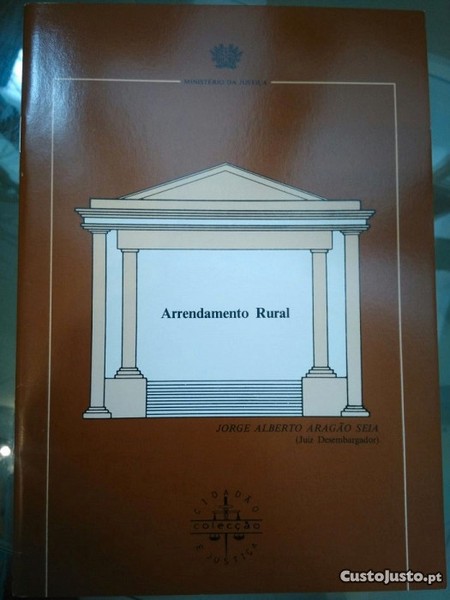 MINISTÉRIO DA JUSTIÇA
Arrendamento Rural
JORGE ALBERTO ARAGÃO SEIA
(Juiz Desembargador)
CIDADÃO
colecção
& JUSTIÇA
CustoJusto.pt